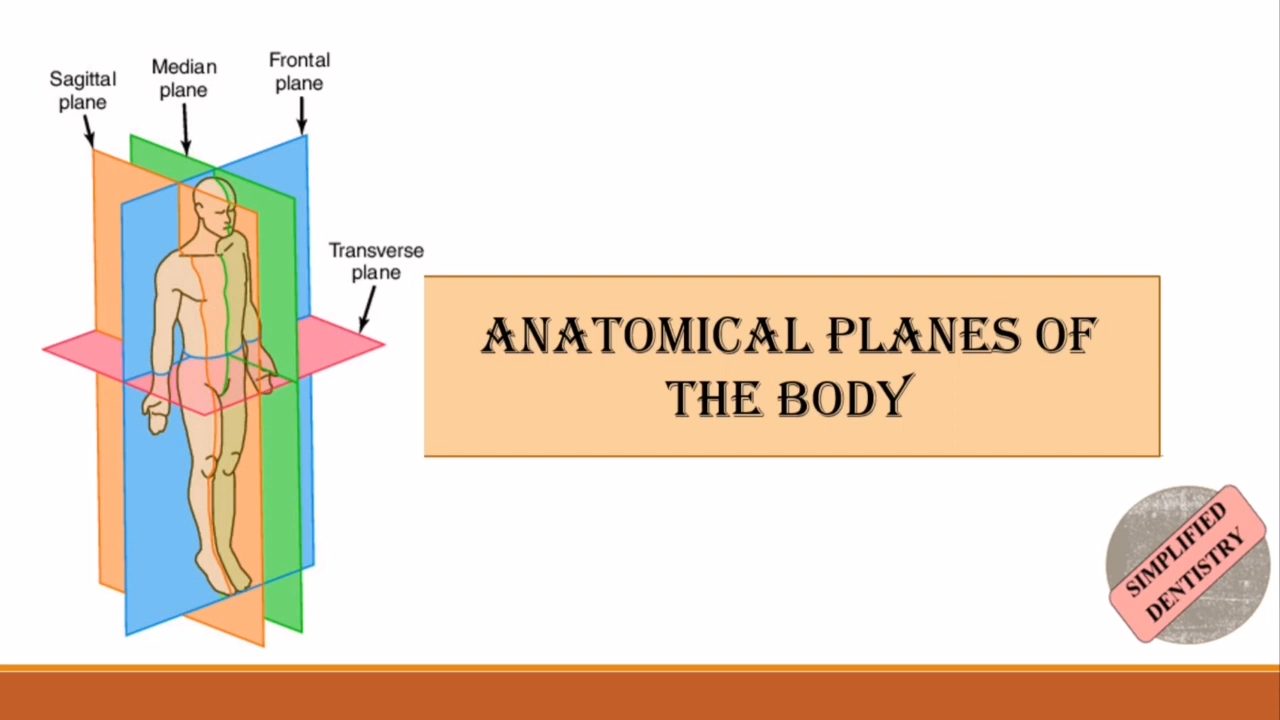 Sagittal
plane
Median
plane
Frontal
plane
Transverse
plane
ANATOMICAL PLANES OF
THE BODY
SIMPLIFIED
DENTISTRY